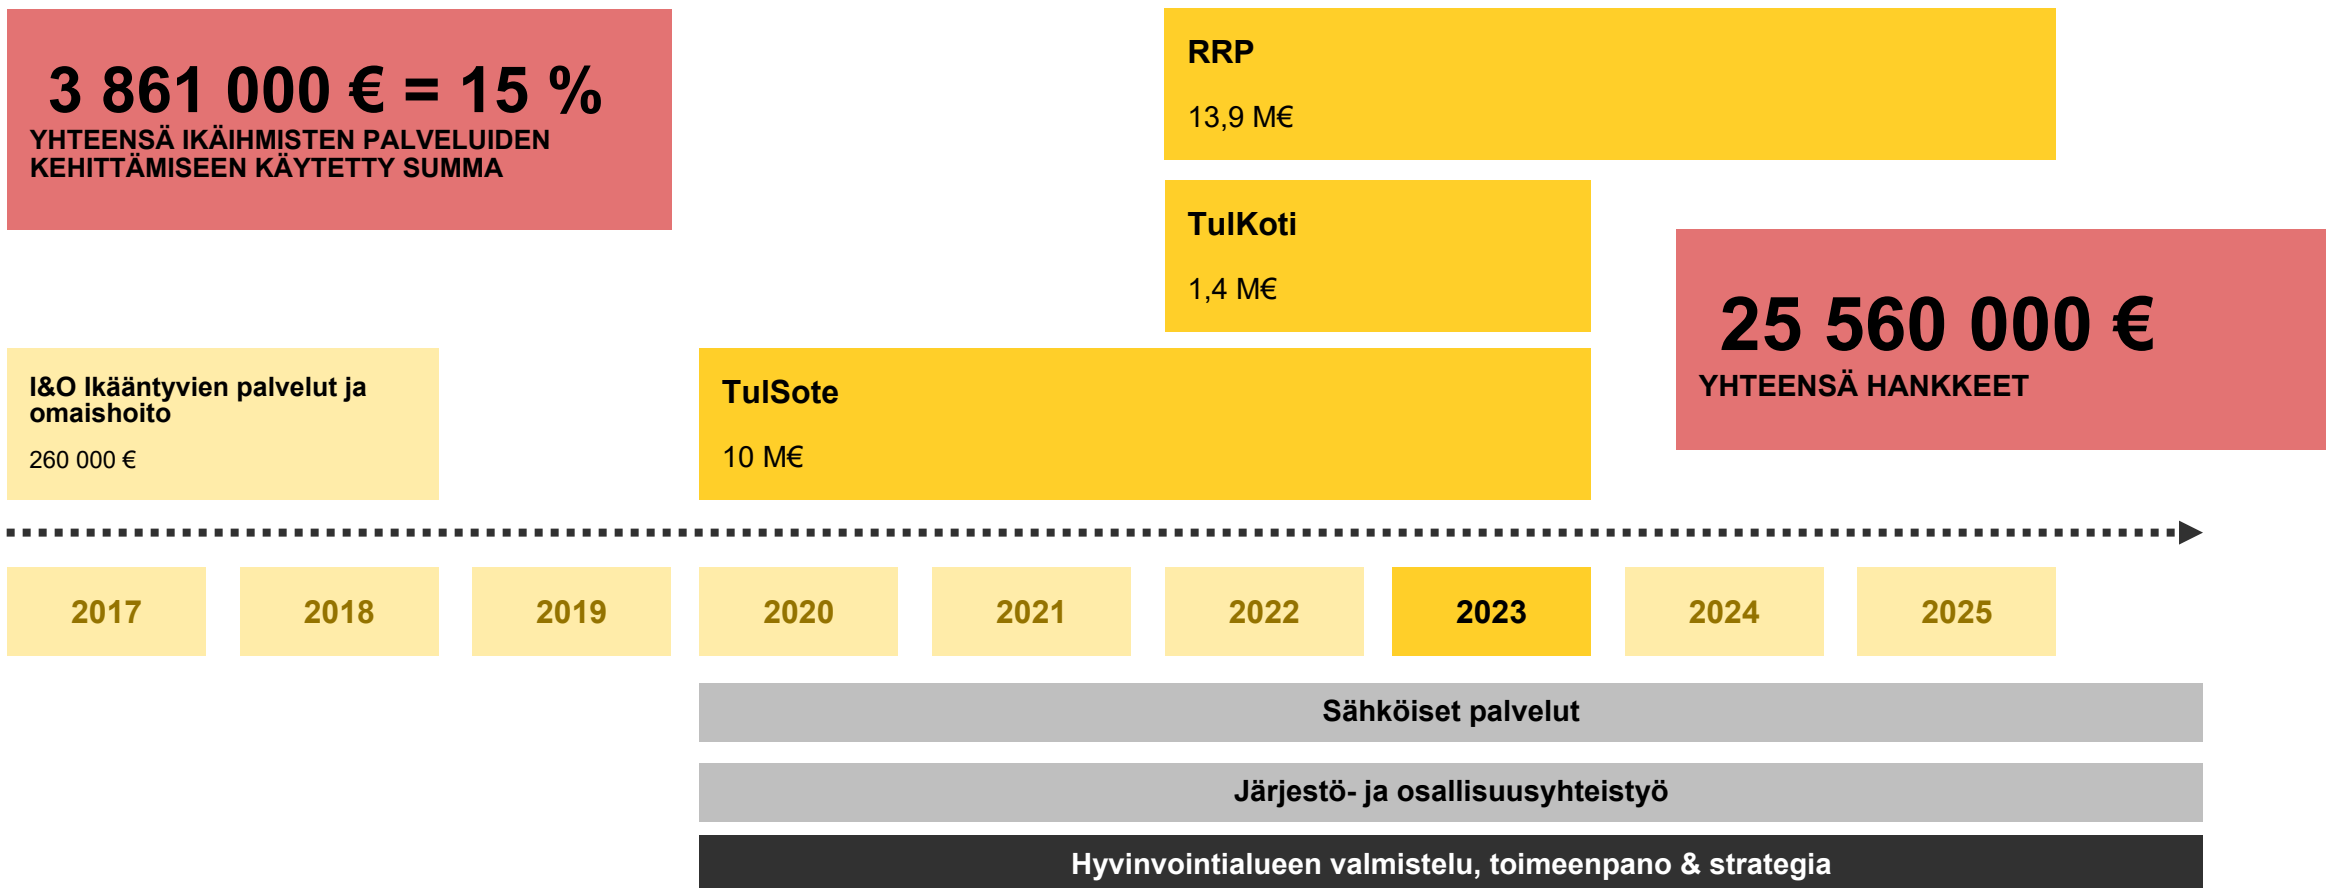 3 861 000 € = 15 %
YHTEENSÄ IKÄIHMISTEN PALVELUIDEN
KEHITTÄMISEEN KÄYTETTY SUMMA
RRP
13,9 M€
TulKoti
1,4 M€
25 560 000 €
YHTEENSÄ HANKKEET
I&O Ikääntyvien palvelut ja
omaishoito
260 000 €
TulSote
10 M€
2017
2018
2019
2020
2021
2022
2023
2024
2025
Sähköiset palvelut
Järjestö- ja osallisuusyhteistyö
Hyvinvointialueen valmistelu, toimeenpano & strategia